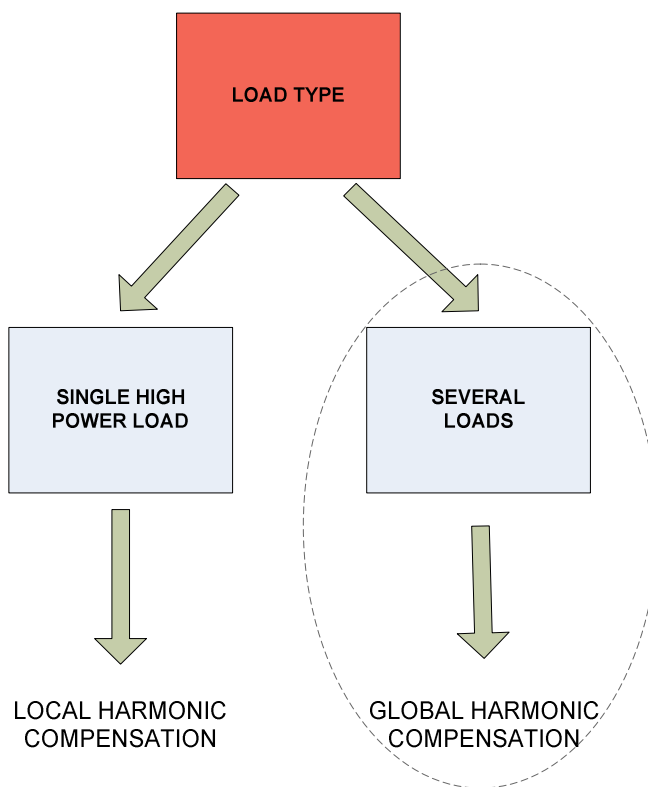 LOAD TYPE
SINGLE HIGH
POWER LOAD
SEVERAL
LOADS
LOCAL HARMONIC
COMPENSATION
GLOBAL HARMONIC
COMPENSATION